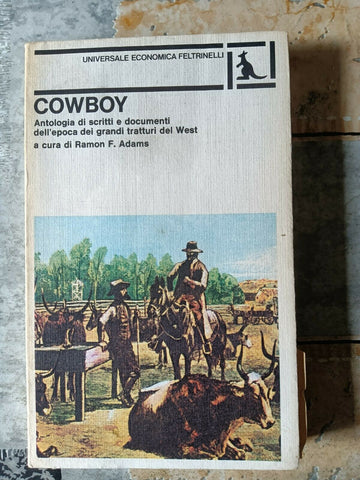 UNIVERSALE ECONOMICA FELTRINELLI
COWBOY
Antologia di scritti e documenti
dell'epoca dei grandi tratturi del West
a cura di Ramon F. Adams